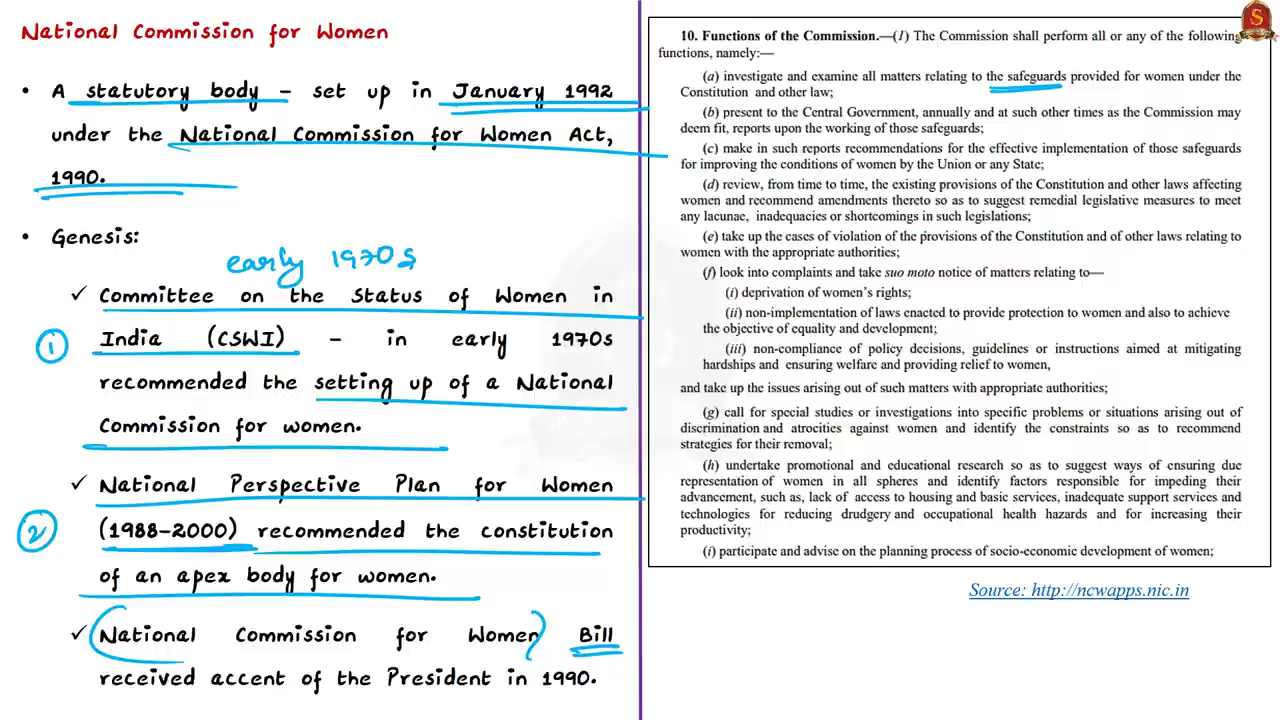 National Commission for Women
• A statutory body – set up in January 1992
under the National Commission for Women Act,
1990.
• Genesis:
early 1970s
✓ Committee on the Status of Women in
① India (CSWI) – in early 1970s
recommended the setting up of a National
Commission for women.
✓ National Perspective Plan for Women
② (1988-2000) recommended the constitution
of an apex body for women.
✓ National Commission for Women Bill
received accent of the President in 1990.
10. Functions of the Commission.—(1) The Commission shall perform all or any of the following
functions, namely:—
(a) investigate and examine all matters relating to the safeguards provided for women under the
Constitution and other law;
(b) present to the Central Government, annually and at such other times as the Commission may
deem fit, reports upon the working of those safeguards;
(c) make in such reports recommendations for the effective implementation of those safeguards
for improving the conditions of women by the Union or any State;
(d) review, from time to time, the existing provisions of the Constitution and other laws affecting
women and recommend amendments thereto so as to suggest remedial legislative measures to meet
any lacunae, inadequacies or shortcomings in such legislations;
(e) take up the cases of violation of the provisions of the Constitution and of other laws relating to
women with the appropriate authorities;
(f) look into complaints and take suo moto notice of matters relating to—
(i) deprivation of women's rights;
(ii) non-implementation of laws enacted to provide protection to women and also to achieve
the objective of equality and development;
(iii) non-compliance of policy decisions, guidelines or instructions aimed at mitigating
hardships and ensuring welfare and providing relief to women,
and take up the issues arising out of such matters with appropriate authorities;
(g) call for special studies or investigations into specific problems or situations arising out of
discrimination and atrocities against women and identify the constraints so as to recommend
strategies for their removal;
(h) undertake promotional and educational research so as to suggest ways of ensuring due
representation of women in all spheres and identify factors responsible for impeding their
advancement, such as, lack of access to housing and basic services, inadequate support services and
technologies for reducing drudgery and occupational health hazards and for increasing their
productivity;
(i) participate and advise on the planning process of socio-economic development of women;
Source: http://ncwapps.nic.in